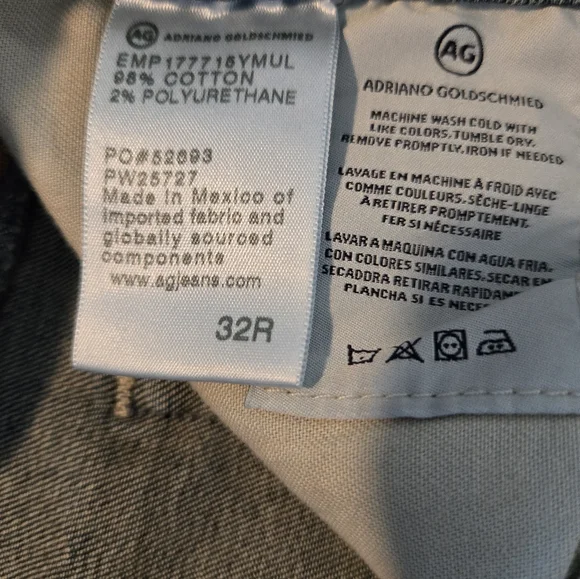 AG ADRIANO GOLDSCHMIED
EMP177716YMUL
98% COTTON
2% POLYURETHANE
PO#52693
PW25727
Made in Mexico of
imported fabric and
globally sourced
components
www.agjeans.com
32R
AG
ADRIANO GOLDSCHMIED
MACHINE WASH COLD WITH
LIKE COLORS. TUMBLE DRY.
REMOVE PROMPTLY. IRON IF NEEDED
LAVAGE EN MACHINE À FROID AVEC
COMME COULEURS. SÈCHE-LINGE
À RETIRER PROMPTEMENT.
FER SI NÉCESSAIRE
LAVAR A MAQUINA CON AGUA FRIA.
CON COLORES SIMILARES. SECAR EN
SECADORA RETIRAR RAPIDAM
PLANCHA SI ES NECE